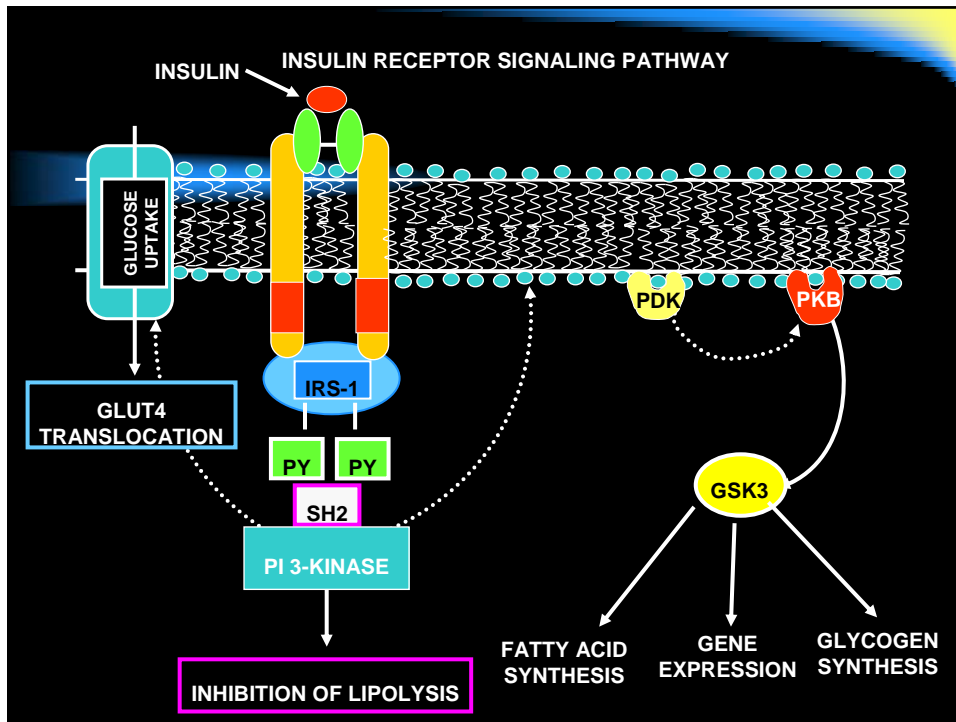 INSULIN RECEPTOR SIGNALING PATHWAY
INSULIN
GLUCOSE
UPTAKE
PDK
PKB
IRS-1
GLUT4
TRANSLOCATION
PY
PY
SH2
GSK3
PI 3-KINASE
FATTY ACID
SYNTHESIS
GENE
EXPRESSION
GLYCOGEN
SYNTHESIS
INHIBITION OF LIPOLYSIS